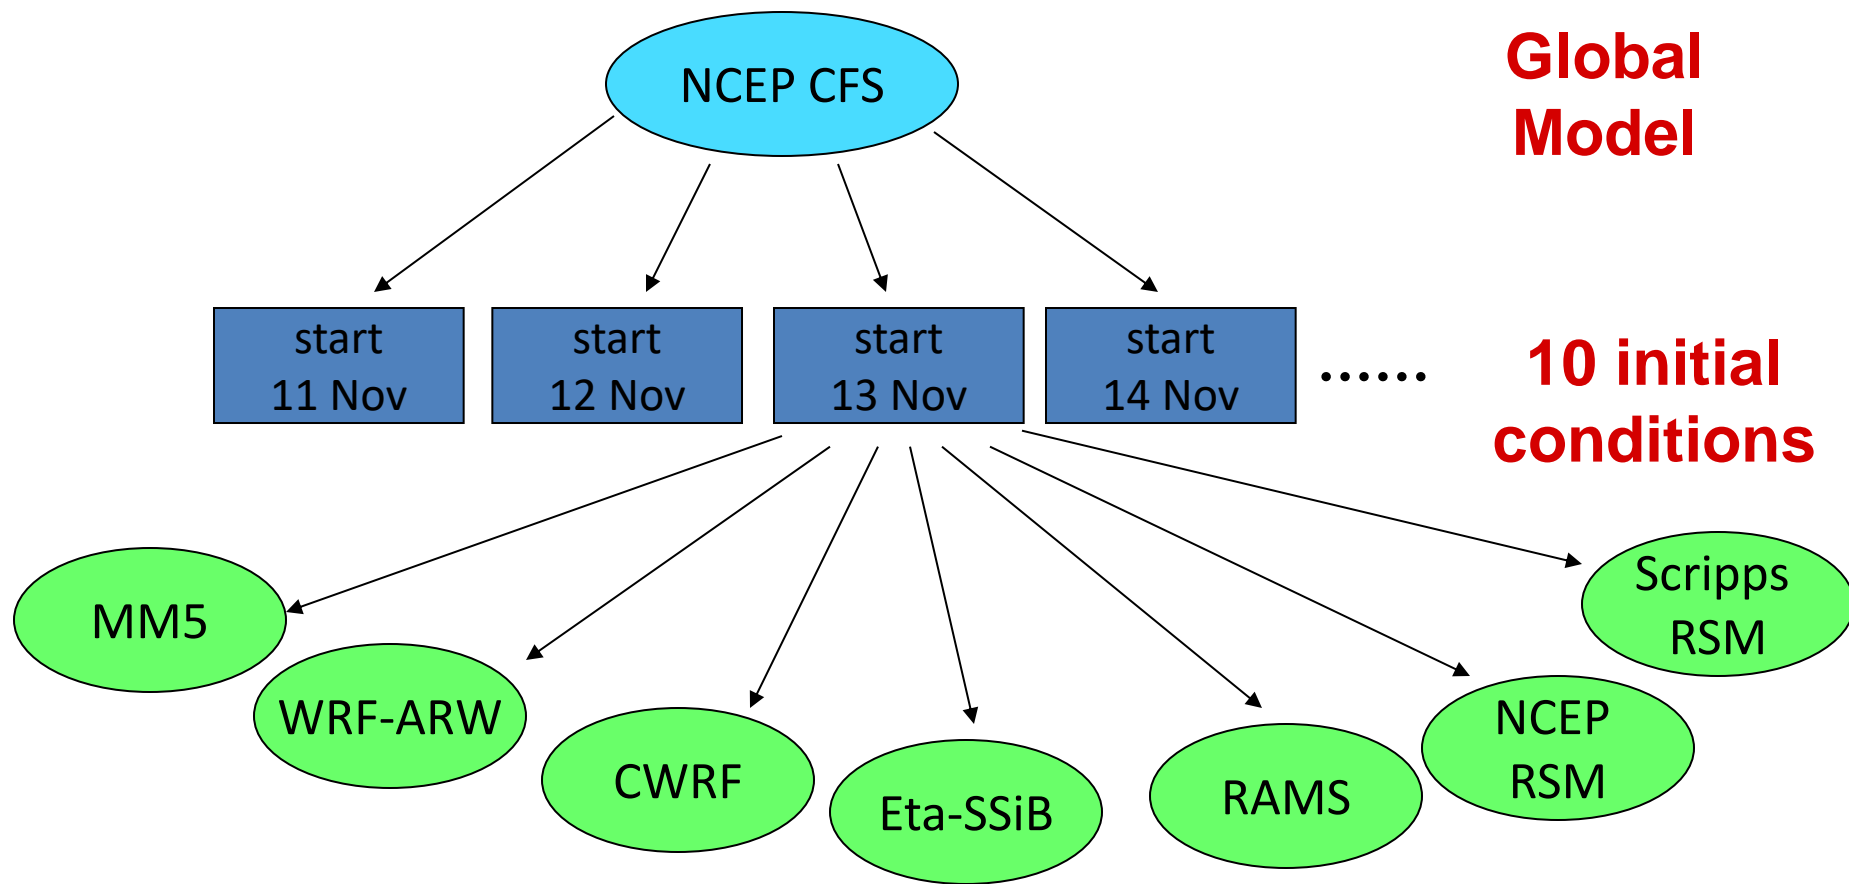 NCEP CFS
Global
Model
start
11 Nov
start
12 Nov
start
13 Nov
start
14 Nov
......
10 initial
conditions
MM5
WRF-ARW
CWRF
Eta-SSiB
RAMS
NCEP
RSM
Scripps
RSM